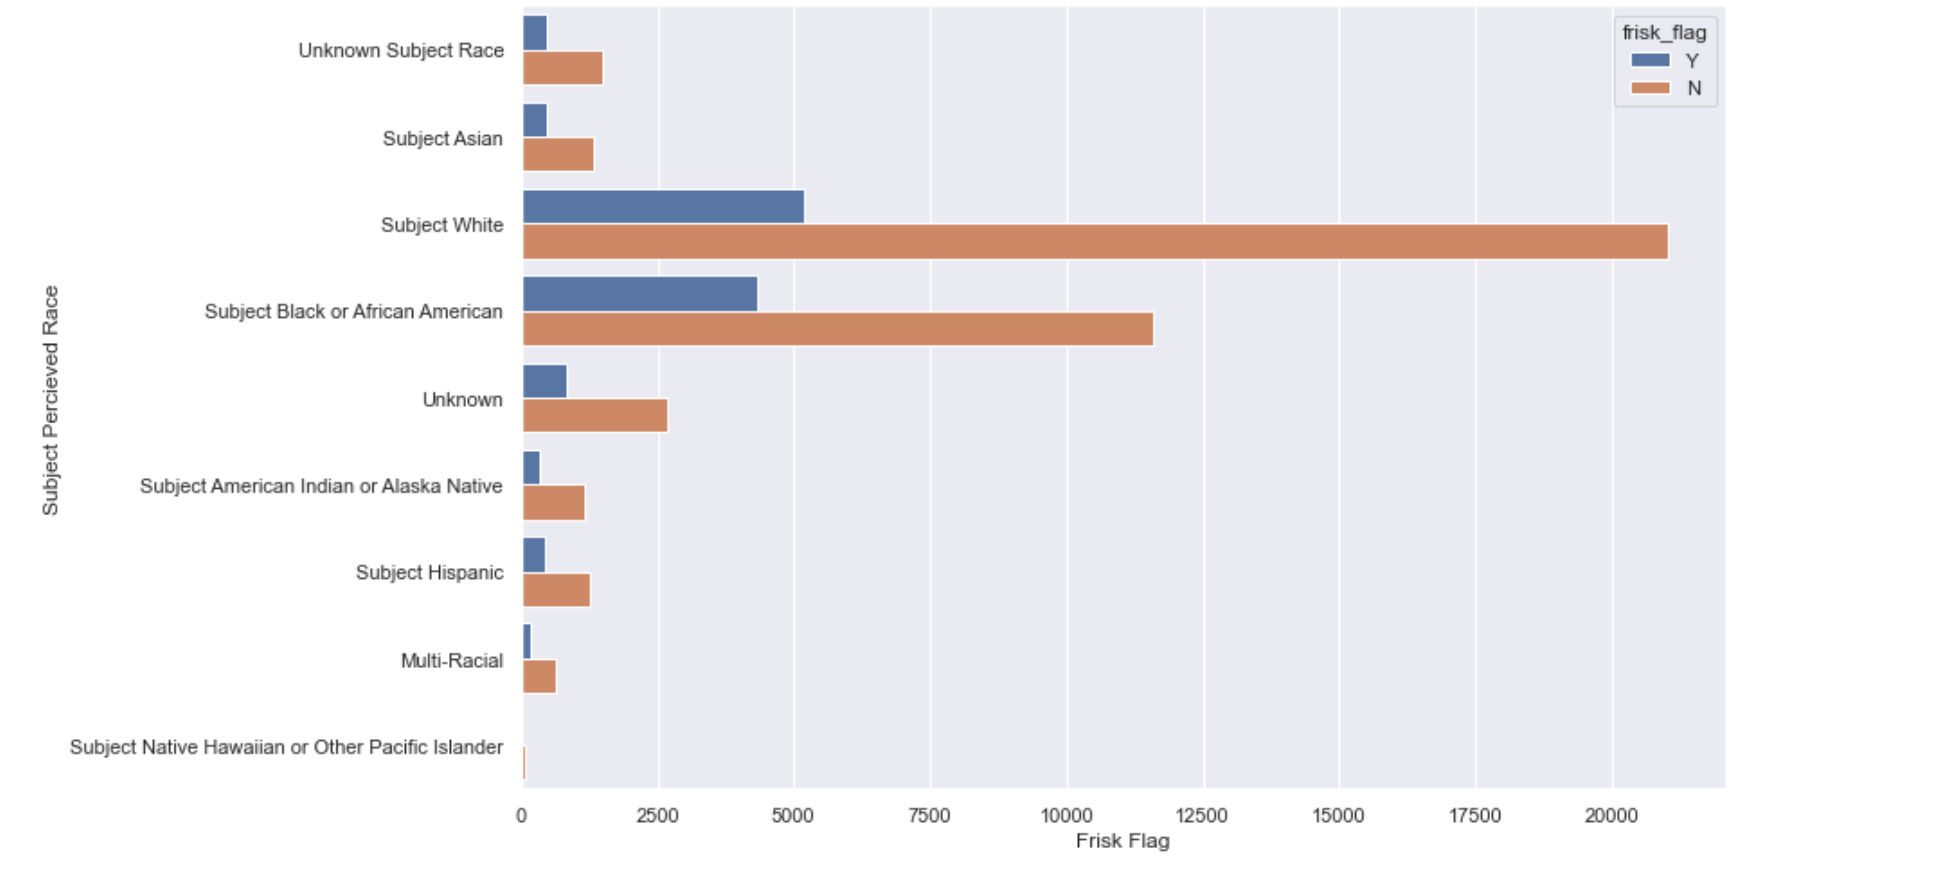 frisk_flag
Y
N
Subject Percieved Race
Unknown Subject Race
Subject Asian
Subject White
Subject Black or African American
Unknown
Subject American Indian or Alaska Native
Subject Hispanic
Multi-Racial
Subject Native Hawaiian or Other Pacific Islander
0 2500 5000 7500 10000 12500 15000 17500 20000
Frisk Flag